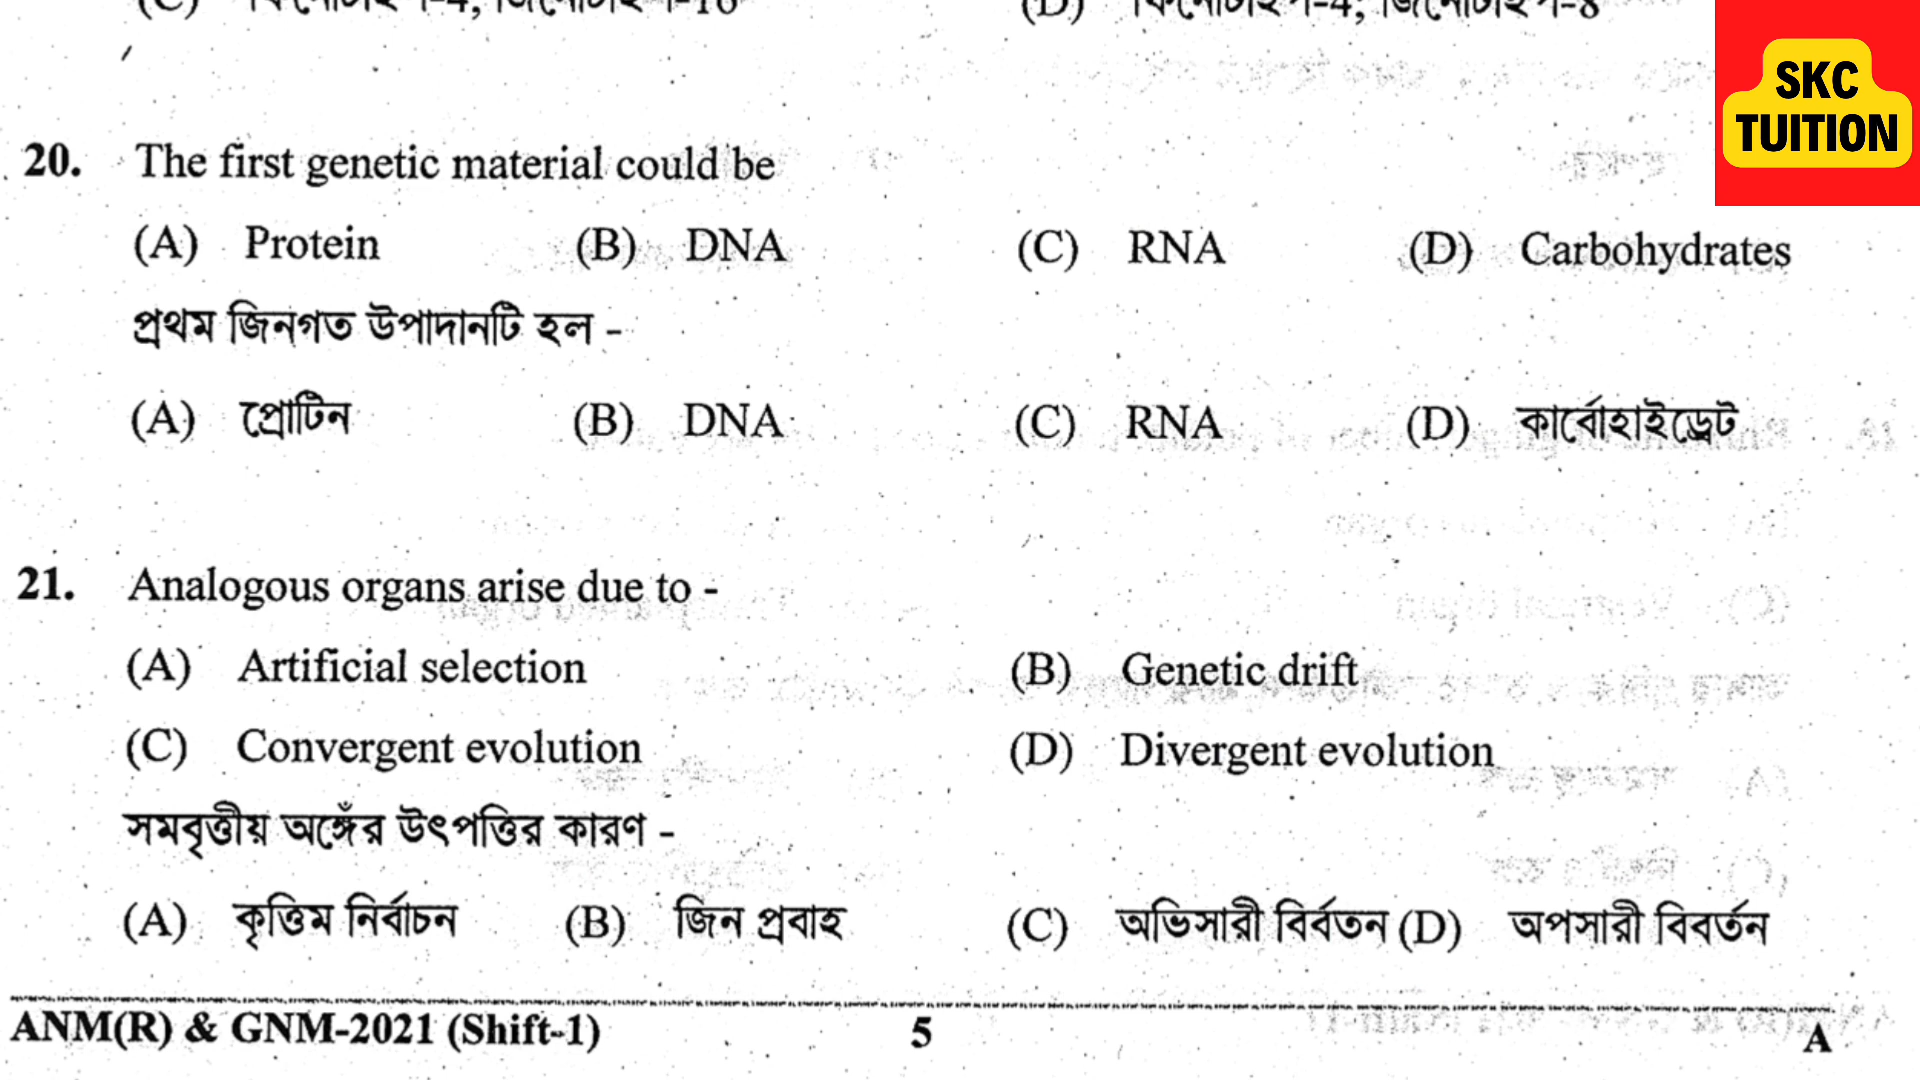 SKC
TUITION
20. The first genetic material could be
(A) Protein (B) DNA (C) RNA (D) Carbohydrates
প্রথম জিনগত উপাদানটি হল -
(A) প্রোটিন (B) DNA (C) RNA (D) কার্বোহাইড্রেট
21. Analogous organs arise due to -
(A) Artificial selection (B) Genetic drift
(C) Convergent evolution (D) Divergent evolution
সমবৃত্তীয় অঙ্গেঁর উৎপত্তির কারণ -
(A) কৃত্তিম নির্বাচন (B) জিন প্রবাহ (C) অভিসারী বির্বতন (D) অপসারী বিবর্তন
ANM(R) & GNM-2021 (Shift-1) 5 A